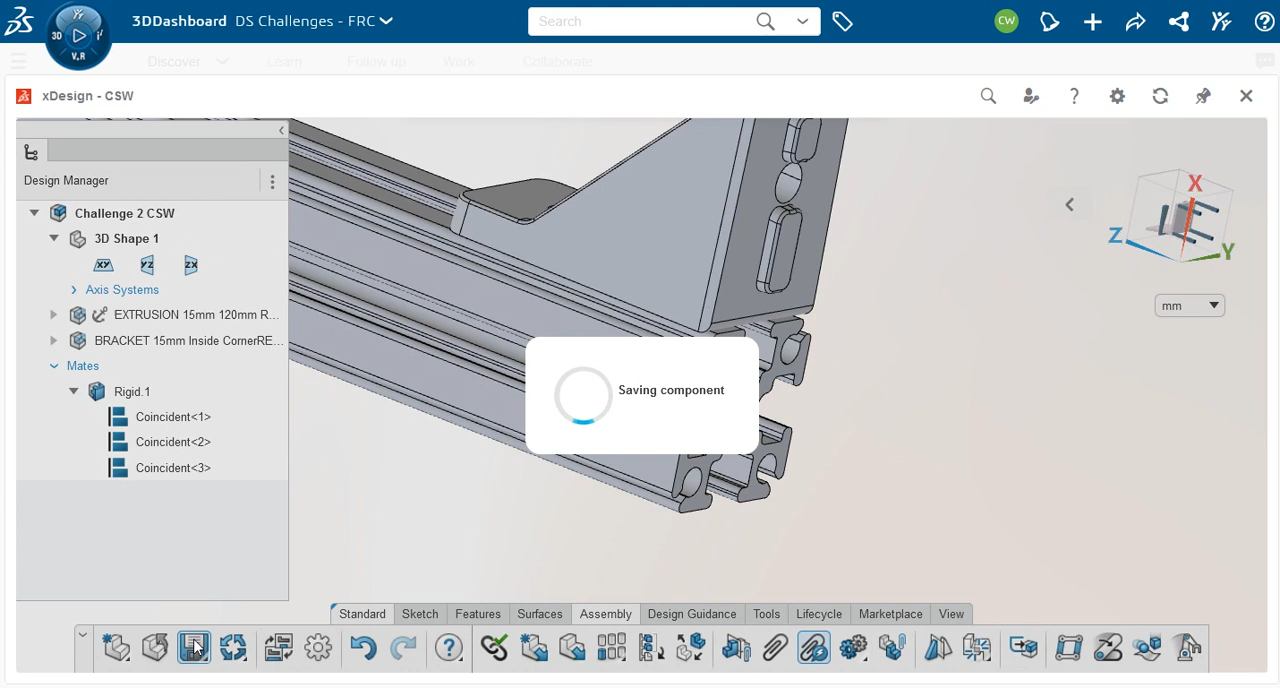 3DDashboard DS Challenges - FRC
Search
CW
3D
V.R
Discover
Learn
Follow up
Work
Collaborate
xDesign - CSW
Design Manager
Challenge 2 CSW
3D Shape 1
XY
YZ
ZX
Axis Systems
EXTRUSION 15mm 120mm R...
BRACKET 15mm Inside CornerRE...
Mates
Rigid.1
Coincident<1>
Coincident<2>
Coincident<3>
Saving component
X
Z
Y
mm
Standard
Sketch
Features
Surfaces
Assembly
Design Guidance
Tools
Lifecycle
Marketplace
View